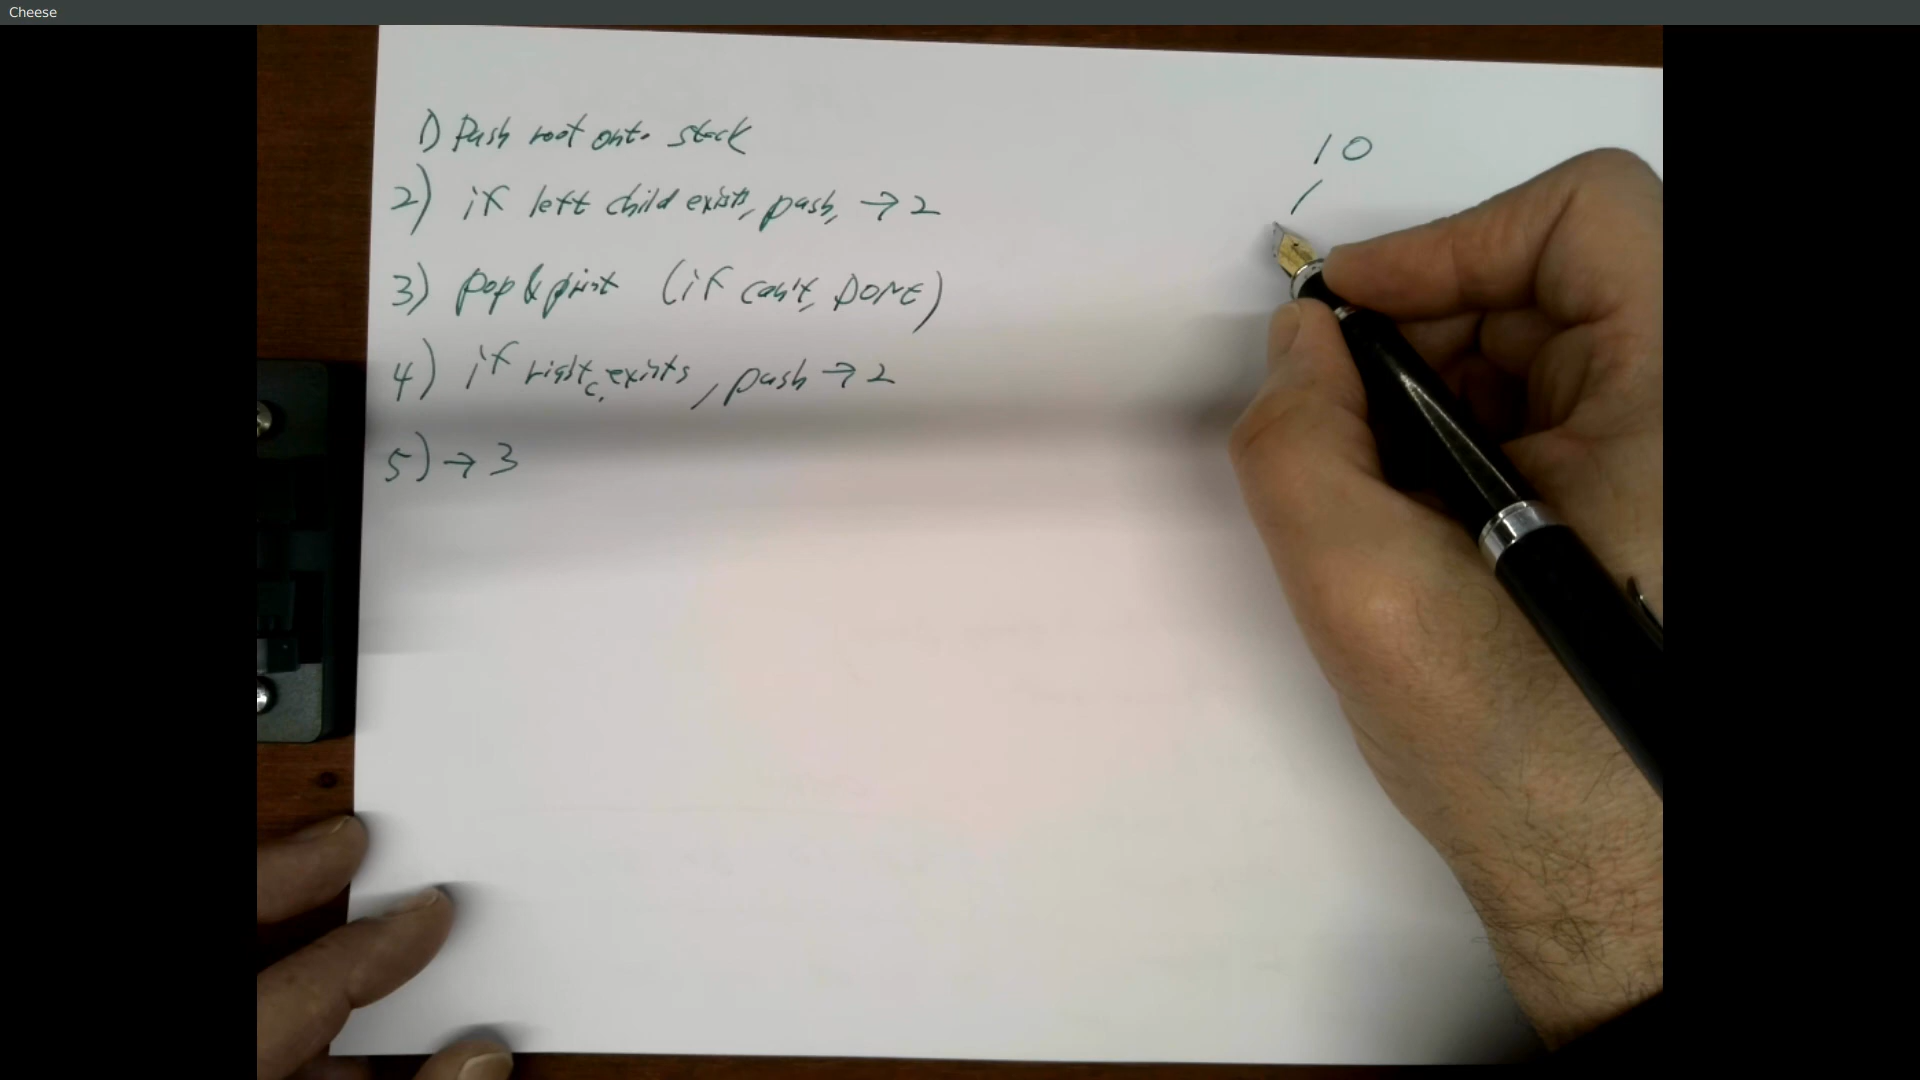 Cheese
1) Push root onto stack
2) if left child exists, push, → 2
3) pop & print (if can't, DONE)
4) if right c. exists, push → 2
5) → 3
10